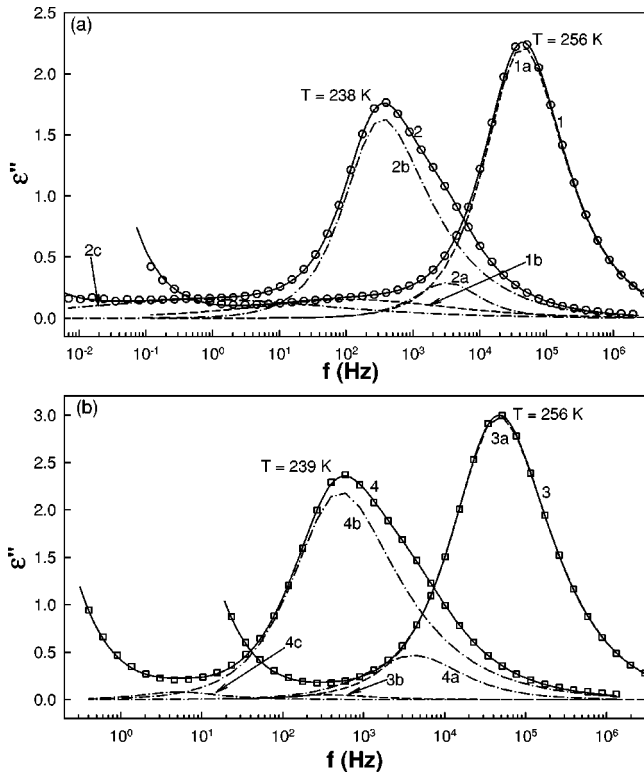 (a)
T = 256 K
1a
T = 238 K
2
1
2b
2c
2a
1b
ε''
2.5
2.0
1.5
1.0
0.5
0.0
10⁻² 10⁻¹ 10⁰ 10¹ 10² 10³ 10⁴ 10⁵ 10⁶
f (Hz)
(b)
T = 256 K
3a
T = 239 K
4
3
4b
4c
3b
4a
ε''
3.0
2.5
2.0
1.5
1.0
0.5
0.0
10⁰ 10¹ 10² 10³ 10⁴ 10⁵ 10⁶
f (Hz)